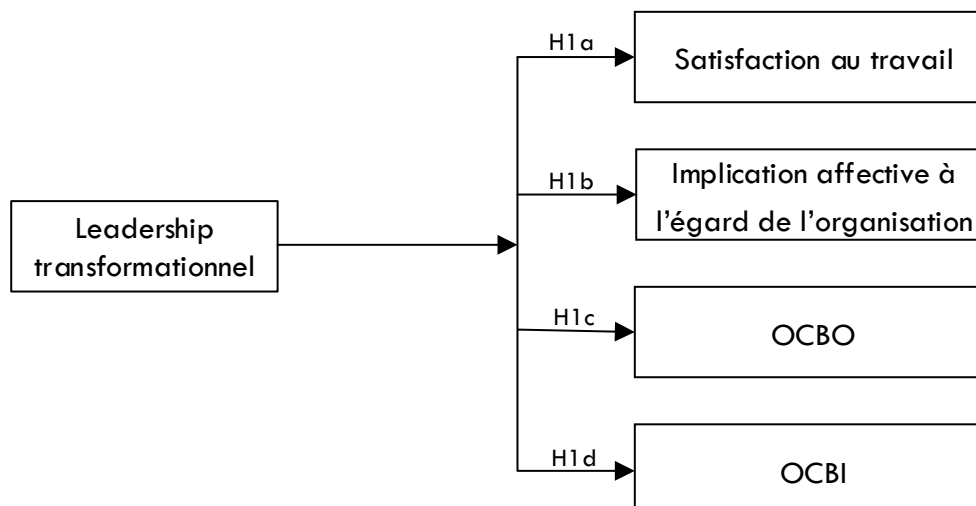 H1a
Satisfaction au travail
H1b
Implication affective à
l'égard de l'organisation
Leadership
transformationnel
H1c
OCBO
H1d
OCBI